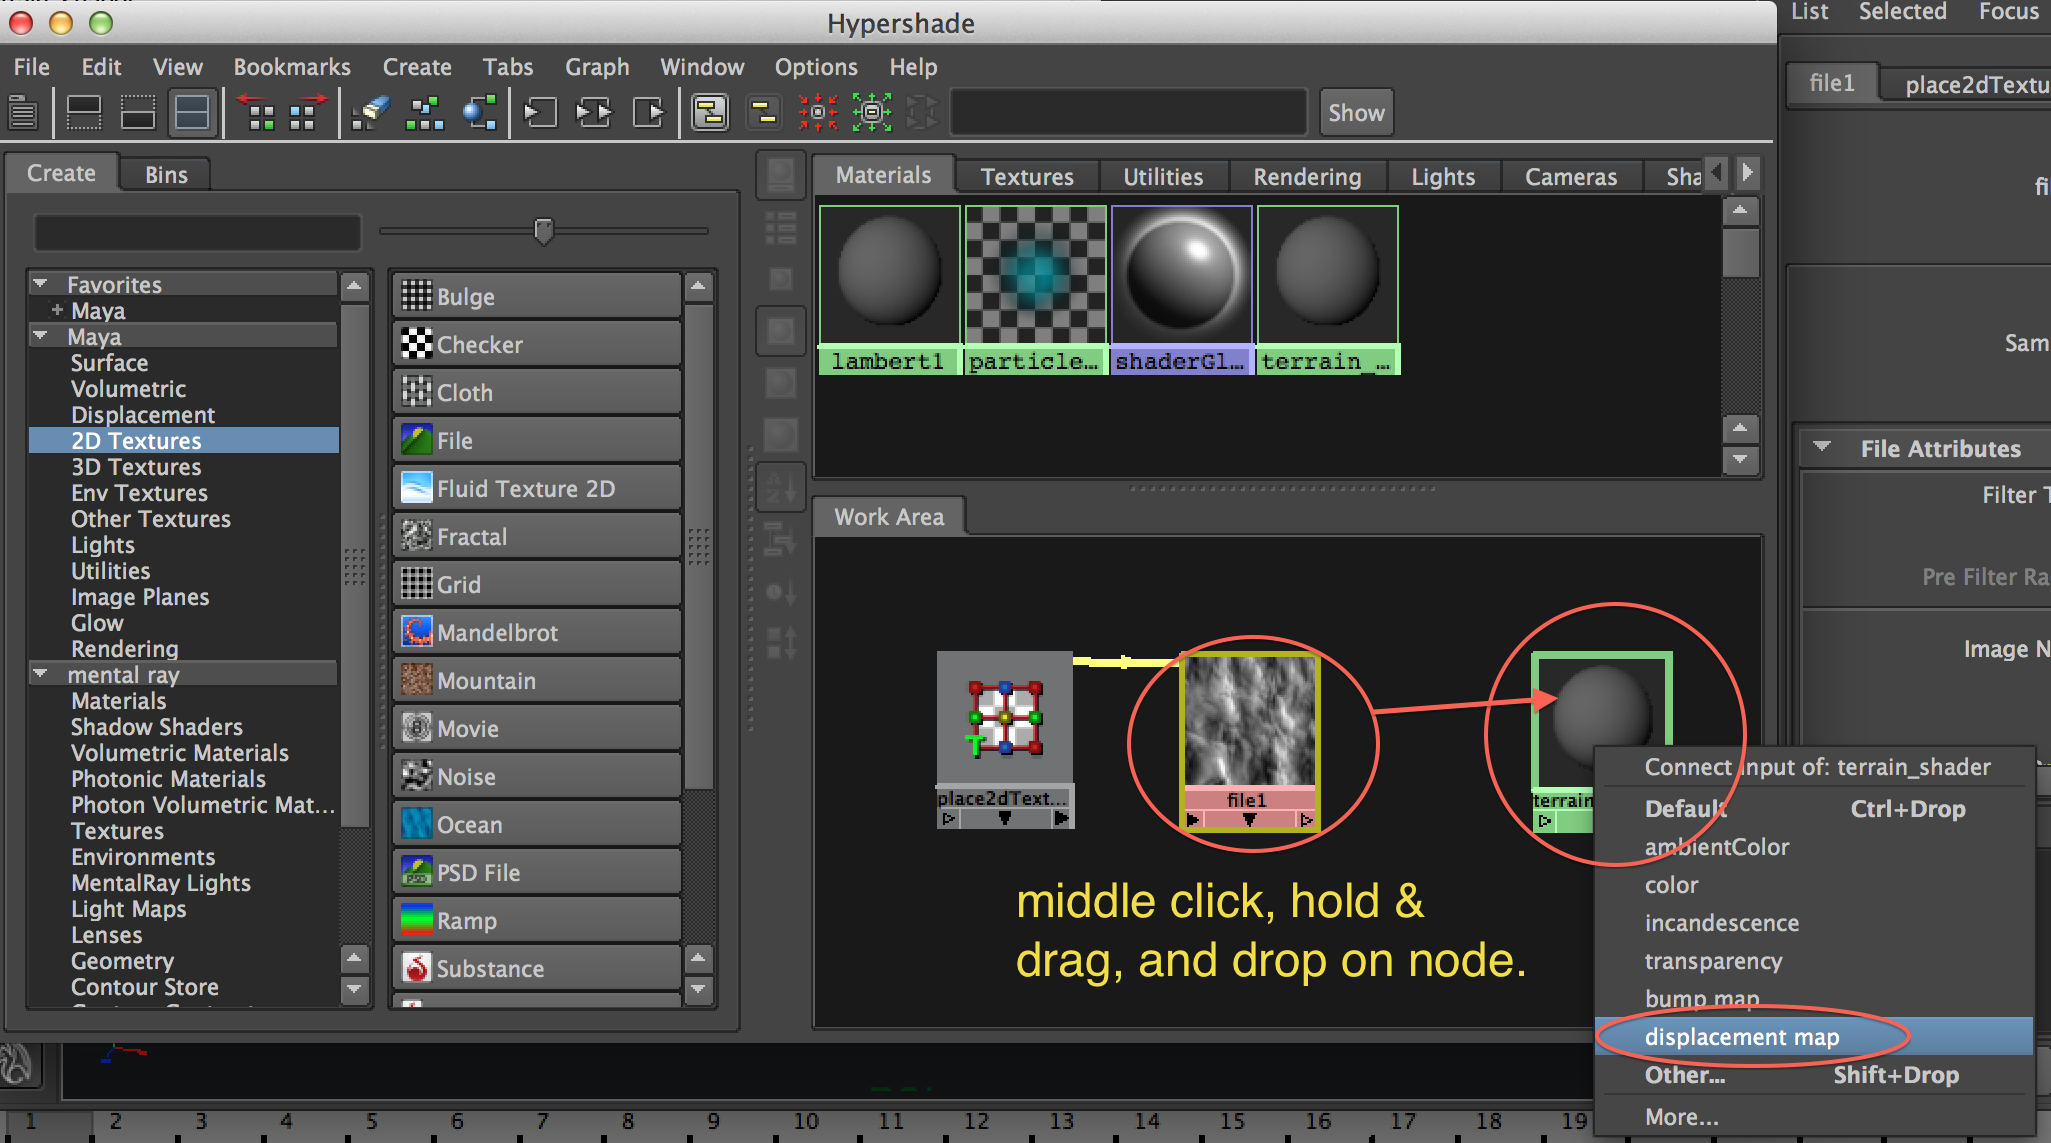 Hypershade
List Selected Focus
File Edit View Bookmarks Create Tabs Graph Window Options Help
Show
file1
place2dTextu
Create
Bins
Materials Textures Utilities Rendering Lights Cameras Sha
fi
Favorites
Maya
Maya
Surface
Volumetric
Displacement
2D Textures
3D Textures
Env Textures
Other Textures
Lights
Utilities
Image Planes
Glow
Rendering
mental ray
Materials
Shadow Shaders
Volumetric Materials
Photonic Materials
Photon Volumetric Mat...
Textures
Environments
MentalRay Lights
Light Maps
Lenses
Geometry
Contour Store
Bulge
Checker
Cloth
File
Fluid Texture 2D
Fractal
Grid
Mandelbrot
Mountain
Movie
Noise
Ocean
PSD File
Ramp
Substance
lambert1
particle...
shaderGl...
terrain_...
Sam
File Attributes
Filter T
Pre Filter Ra
Image N
Work Area
place2dText...
file1
terrain
middle click, hold &
drag, and drop on node.
Connect input of: terrain_shader
Default Ctrl+Drop
ambientColor
color
incandescence
transparency
bump map
displacement map
Other... Shift+Drop
More...
1 2 3 4 5 6 7 8 9 10 11 12 13 14 15 16 17 18 19